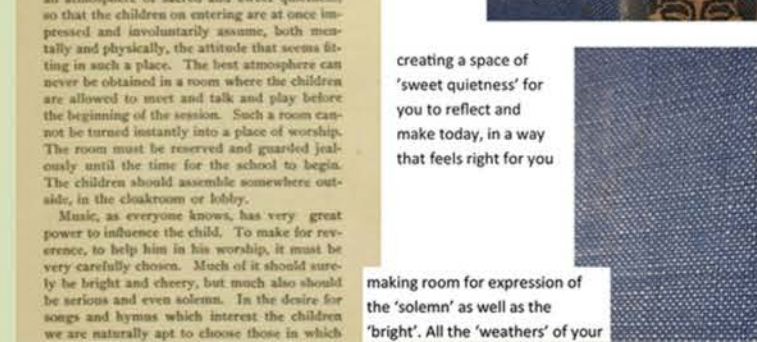 so that the children on entering are at once im-
pressed and involuntarily assume, both men-
tally and physically, the attitude that seems fit-
ting in such a place. The best atmosphere can
never be obtained in a room where the children
are allowed to meet and talk and play before
the beginning of the session. Such a room can-
not be turned instantly into a place of worship.
The room must be reserved and guarded jeal-
ously until the time for the school to begin.
The children should assemble somewhere out-
side, in the cloakroom or lobby.
Music, as everyone knows, has very great
power to influence the child. To make for rev-
erence, to help him in his worship, it must be
very carefully chosen. Much of it should sure-
ly be bright and cheery, but much also should
be serious and even solemn. In the desire for
songs and hymns which interest the children
we are naturally apt to choose those in which
creating a space of
‘sweet quietness’ for
you to reflect and
make today, in a way
that feels right for you
making room for expression of
the ‘solemn’ as well as the
‘bright’. All the ‘weathers’ of your